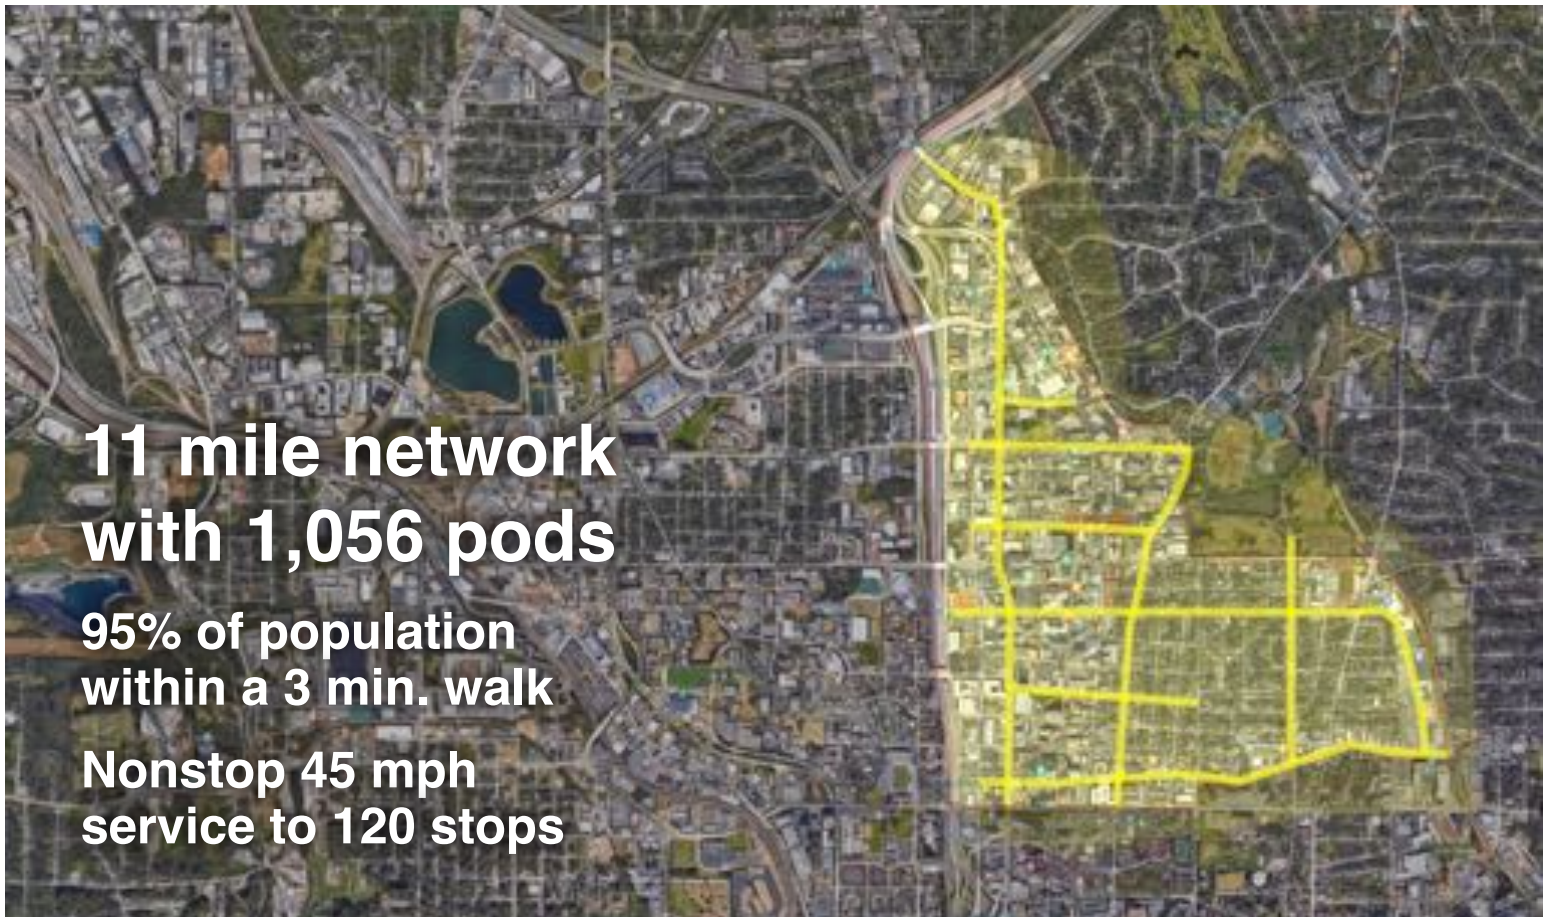 11 mile network
with 1,056 pods
95% of population
within a 3 min. walk
Nonstop 45 mph
service to 120 stops